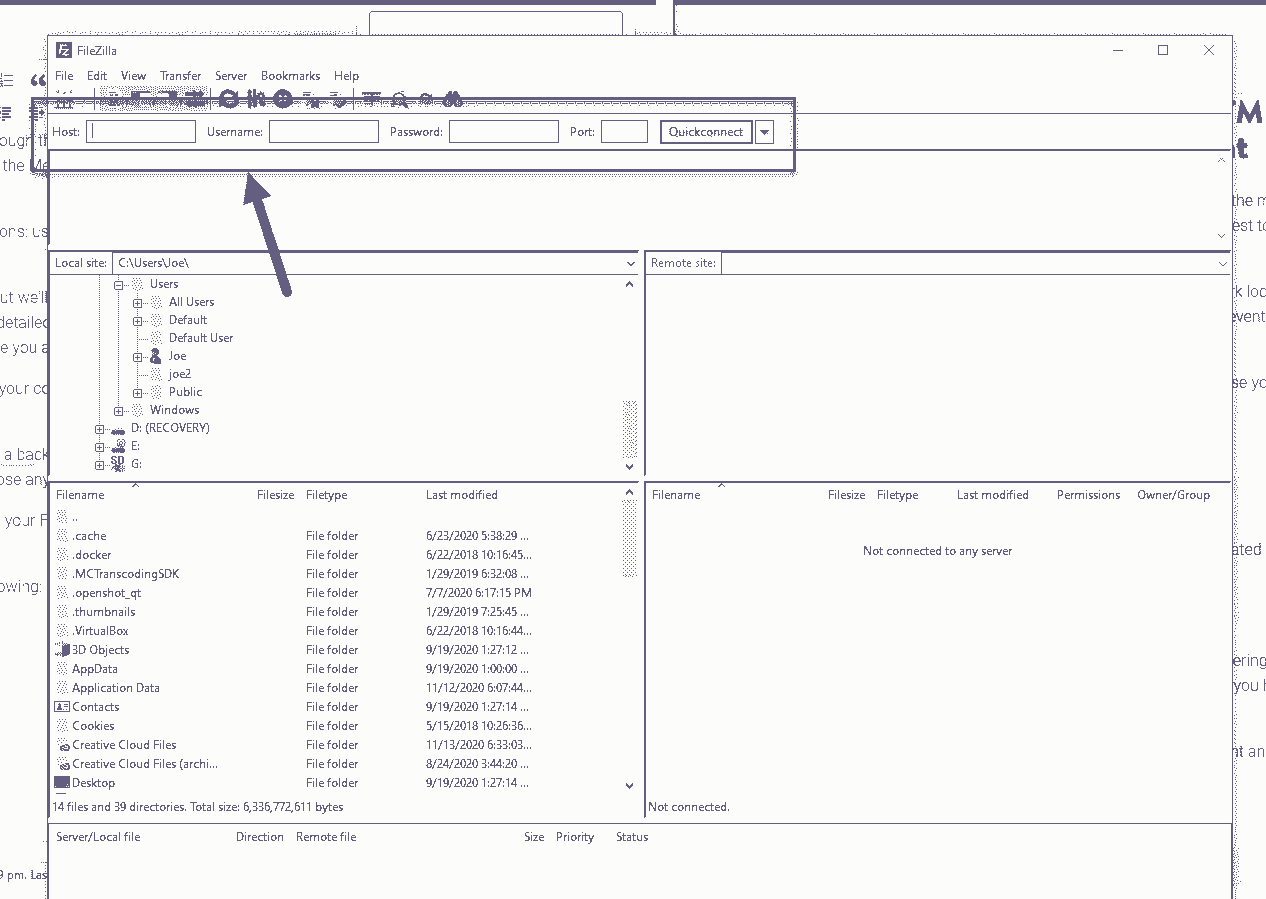 FileZilla
File Edit View Transfer Server Bookmarks Help
Host: Username: Password: Port: Quickconnect
Local site: C:\Users\Joe\ Remote site:
Users
All Users
Default
Default User
Joe
joe2
Public
Windows
D: (RECOVERY)
E:
SD G:
Filename Filesize Filetype Last modified Filename Filesize Filetype Last modified Permissions Owner/Group
..
.cache File folder 6/23/2020 5:38:29 ...
Not connected to any server
.docker File folder 6/22/2018 10:16:45...
.MCTranscodingSDK File folder 1/29/2019 6:32:08 ...
.openshot_qt File folder 7/7/2020 6:17:15 PM
.thumbnails File folder 1/29/2019 7:25:45 ...
.VirtualBox File folder 6/22/2018 10:16:44...
3D Objects File folder 9/19/2020 1:27:12 ...
AppData File folder 9/19/2020 1:00:00 ...
Application Data File folder 11/12/2020 6:07:44...
Contacts File folder 9/19/2020 1:27:14 ...
Cookies File folder 5/15/2018 10:26:36...
Creative Cloud Files File folder 11/13/2020 6:33:03...
Creative Cloud Files (archi... File folder 8/24/2020 3:44:20 ...
Desktop File folder 9/19/2020 1:27:14 ...
14 files and 39 directories. Total size: 6,336,772,611 bytes Not connected.
Server/Local file Direction Remote file Size Priority Status